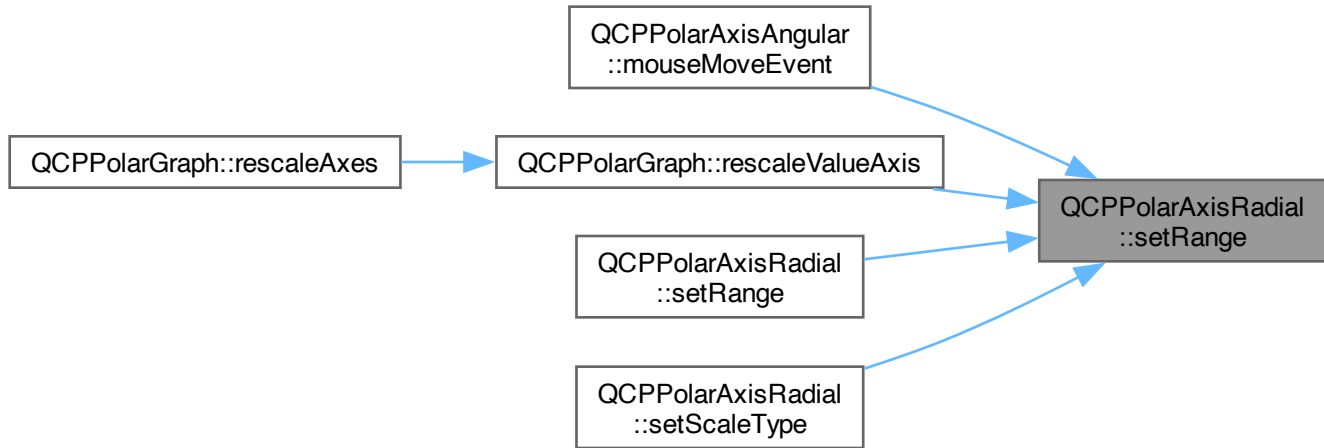 QCPPolarAxisAngular
::mouseMoveEvent
QCPPolarGraph::rescaleAxes
QCPPolarGraph::rescaleValueAxis
QCPPolarAxisRadial
::setRange
QCPPolarAxisRadial
::setRange
QCPPolarAxisRadial
::setScaleType